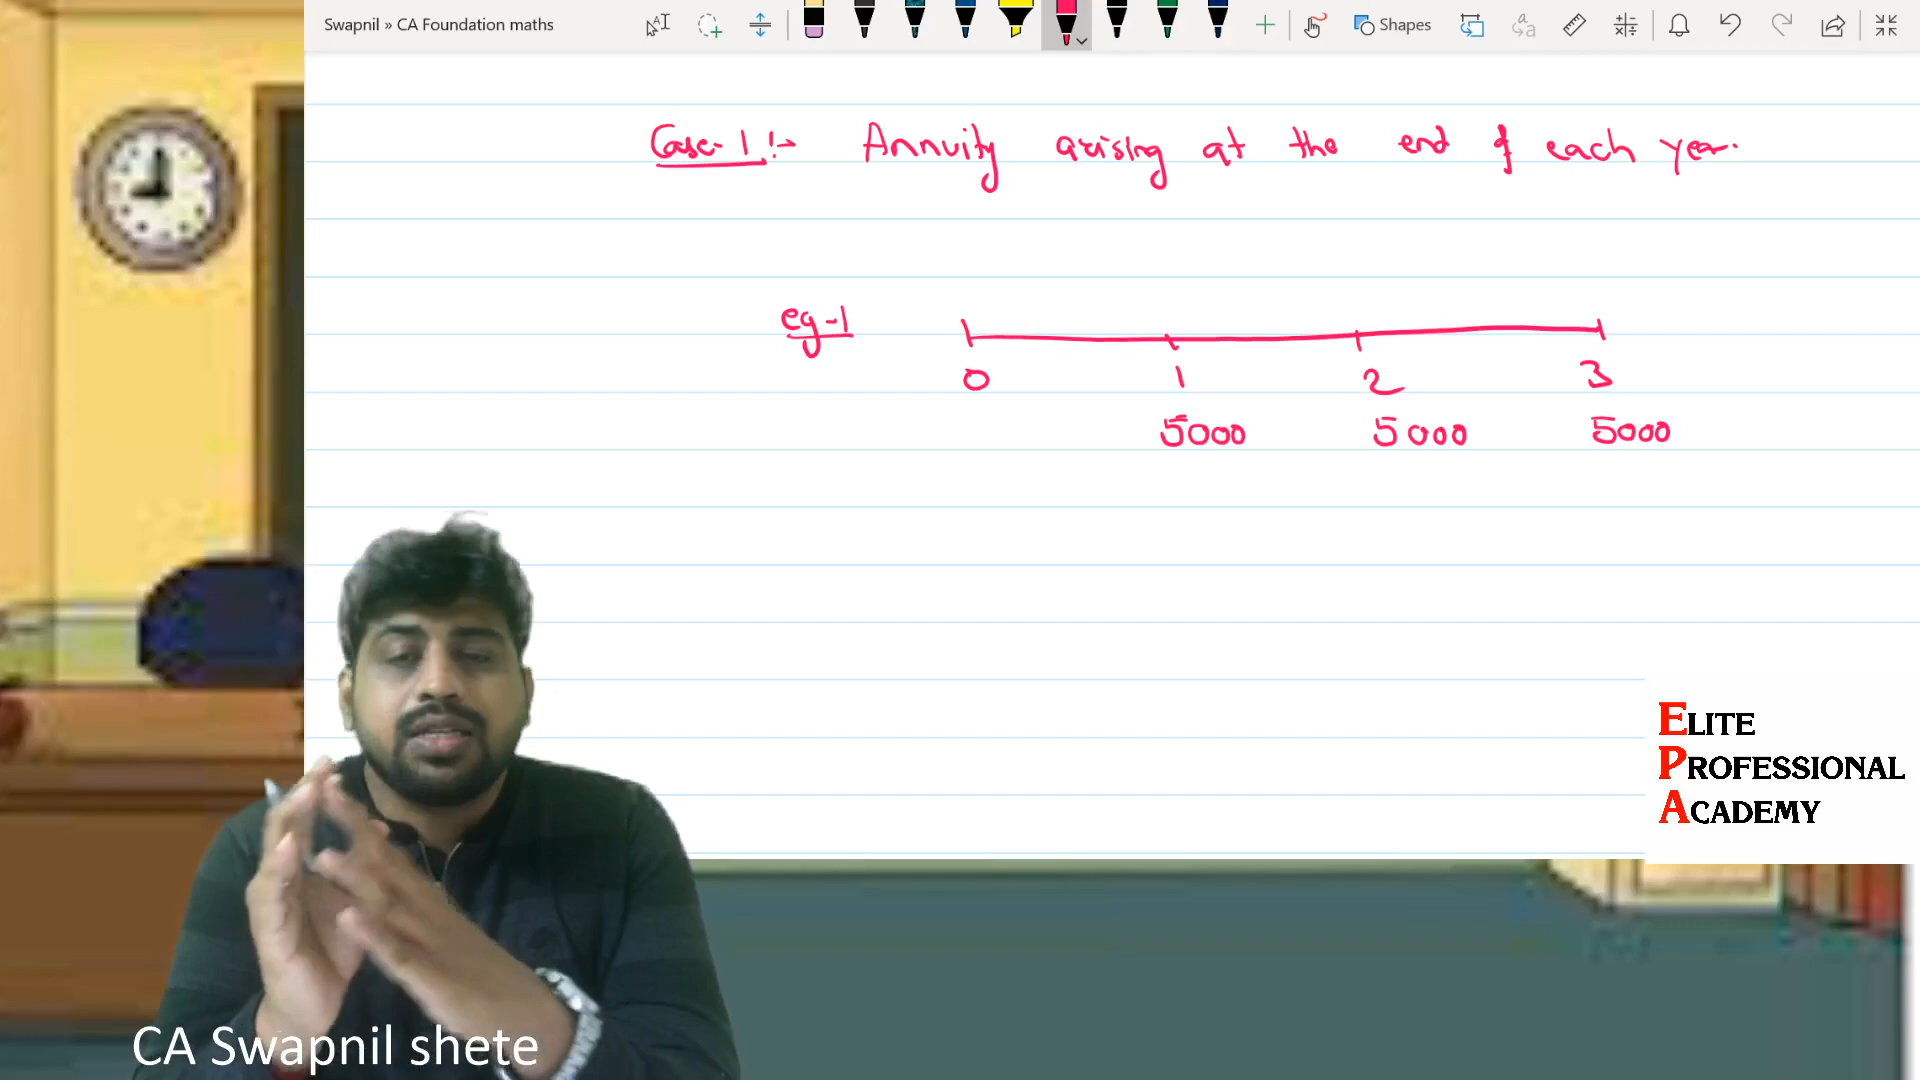 Swapnil » CA Foundation maths
Shapes
Case-1 :→ Annuity arising at the end of each year.
eg-1
0 1 2 3
5000 5000 5000
ELITE
PROFESSIONAL
ACADEMY
CA Swapnil shete